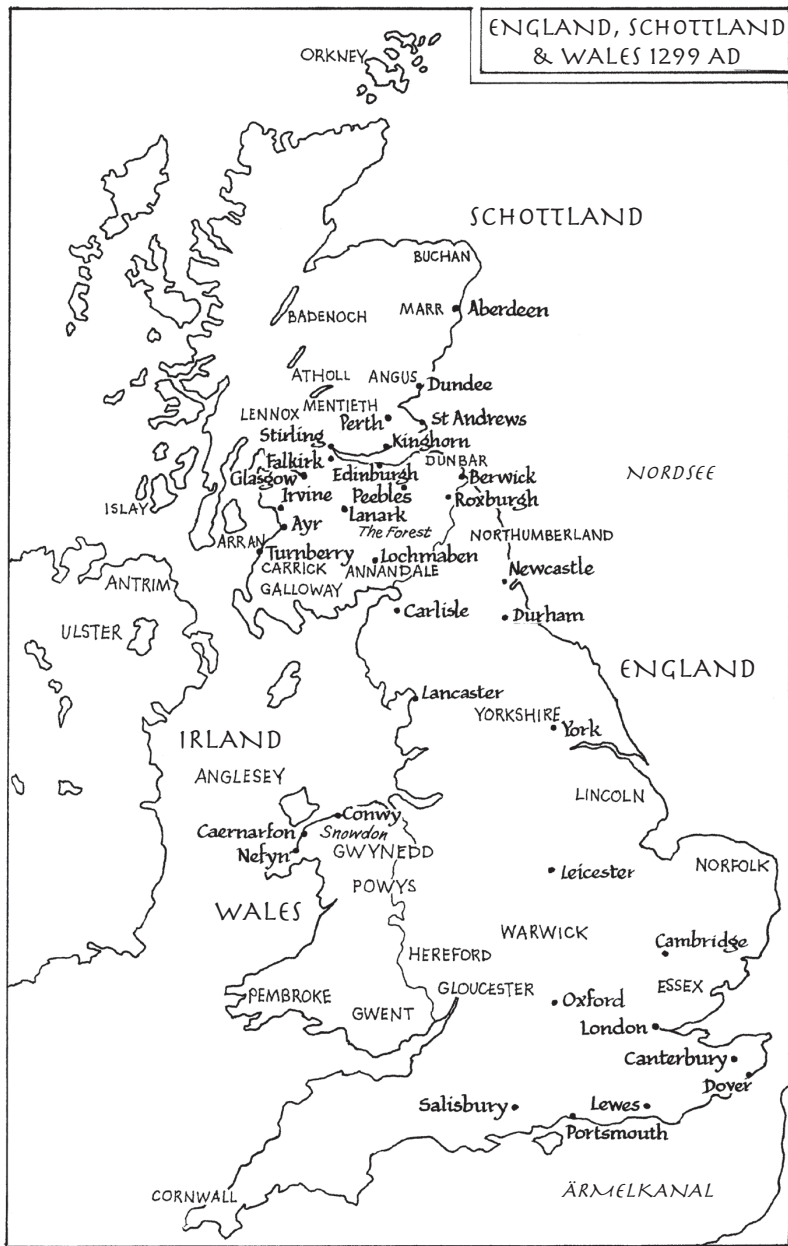 ENGLAND, SCHOTTLAND
& WALES 1299 AD
ORKNEY
SCHOTTLAND
BUCHAN
MARR
Aberdeen
BADENOCH
ATHOLL
ANGUS
Dundee
MENTIETH
LENNOX
Perth
St Andrews
Stirling
Kinghorn
Falkirk
DUNBAR
Edinburgh
Glasgow
Berwick
NORDSEE
Peebles
Irvine
Roxburgh
ISLAY
Lanark
Ayr
The Forest
NORTHUMBERLAND
ARRAN
Turnberry
Lochmaben
CARRICK
ANNANDALE
Newcastle
ANTRIM
GALLOWAY
Carlisle
Durham
ULSTER
ENGLAND
Lancaster
YORKSHIRE
York
IRLAND
ANGLESEY
LINCOLN
Conwy
Caernarfon
Snowdon
Nefyn
GWYNEDD
NORFOLK
Leicester
POWYS
WALES
WARWICK
Cambridge
HEREFORD
PEMBROKE
GLOUCESTER
ESSEX
Oxford
GWENT
London
Canterbury
Dover
Salisbury
Lewes
Portsmouth
CORNWALL
ÄRMELKANAL